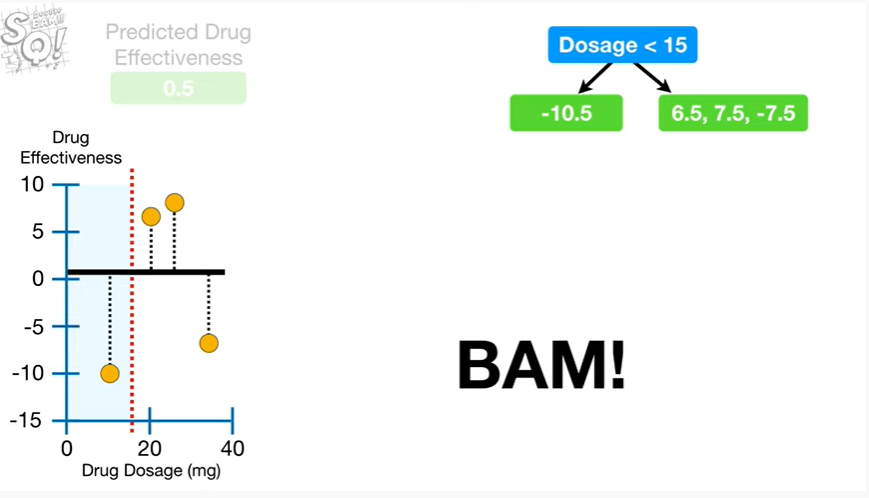 SQ!
Predicted Drug
Effectiveness
0.5
Dosage < 15
-10.5
6.5, 7.5, -7.5
Drug
Effectiveness
10
5
0
-5
-10
-15
0
20
40
Drug Dosage (mg)
BAM!